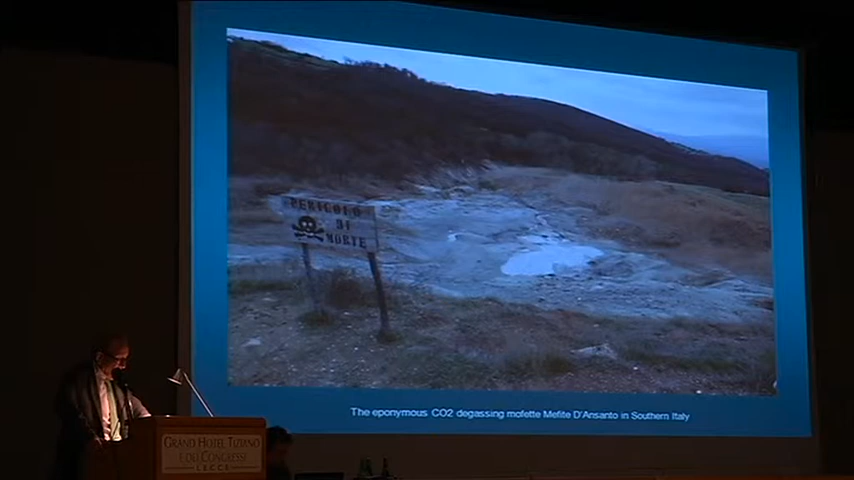 PERICOLO
DI
MORTE
The eponymous CO2 degassing mofette Mefite D'Ansanto in Southern Italy
GRAND HOTEL TIZIANO
E DEI CONGRESSI
LECCE